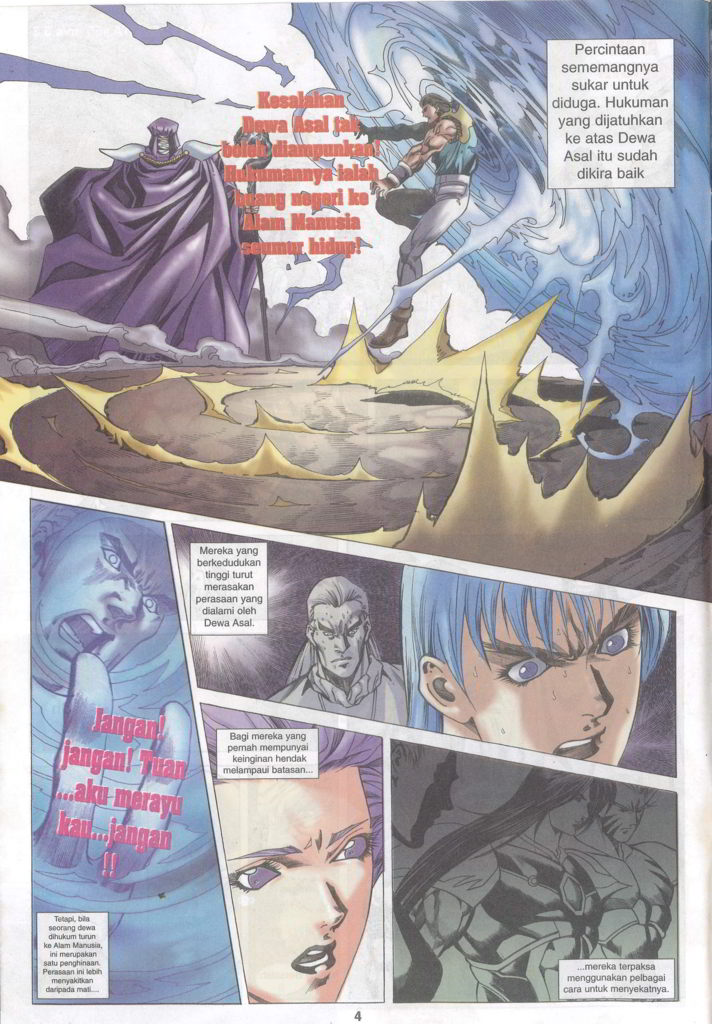 Percintaan
sememangnya
sukar untuk
diduga. Hukuman
yang dijatuhkan
ke atas Dewa
Asal itu sudah
dikira baik
Kesalahan
Dewa Asal tak
boleh diampunkan!
Hukumannya ialah
buang negeri ke
Alam Manusia
seumur hidup!
Mereka yang
berkedudukan
tinggi turut
merasakan
perasaan yang
dialami oleh
Dewa Asal.
Jangan!
jangan! Tuan
....aku merayu
kau...jangan
!!
Bagi mereka yang
pernah mempunyai
keinginan hendak
melampaui batasan...
Tetapi, bila
seorang dewa
dihukum turun
ke Alam Manusia,
ini merupakan
satu penghinaan.
Perasaan ini lebih
menyakitkan
daripada mati....
...mereka terpaksa
menggunakan pelbagai
cara untuk menyekatnya.
4